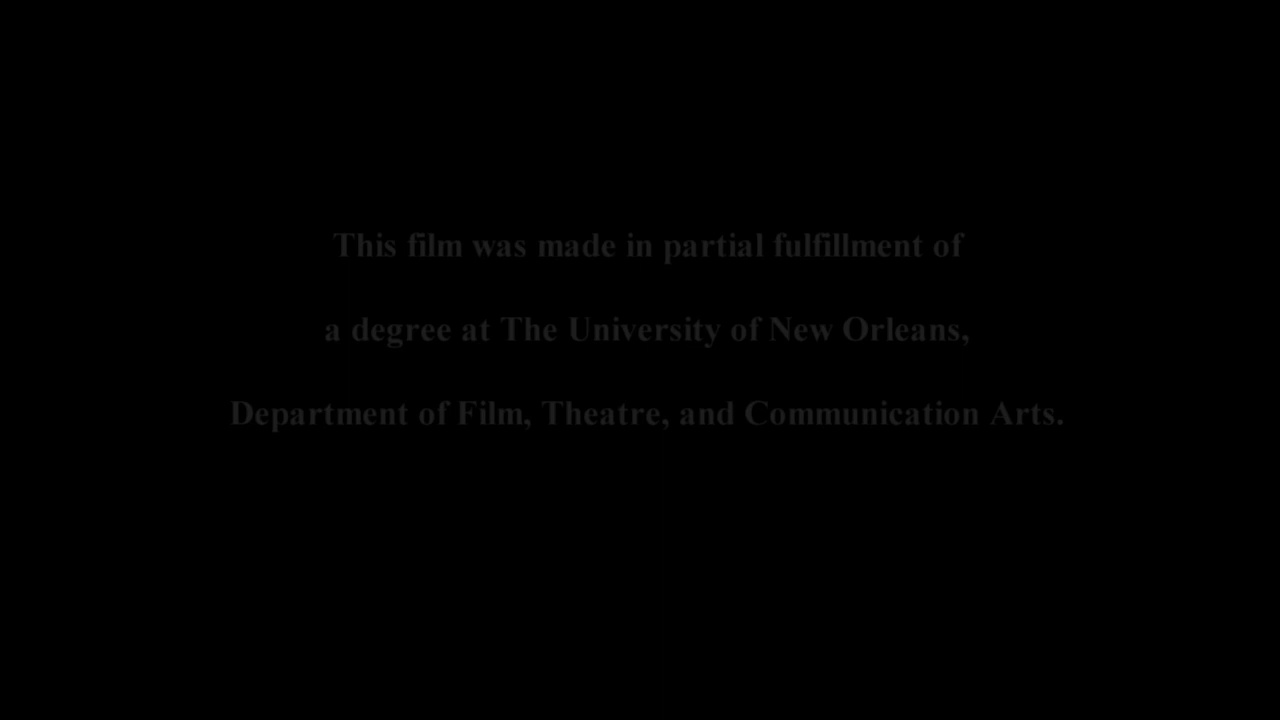 This film was made in partial fulfillment of
a degree at The University of New Orleans,
Department of Film, Theatre, and Communication Arts.